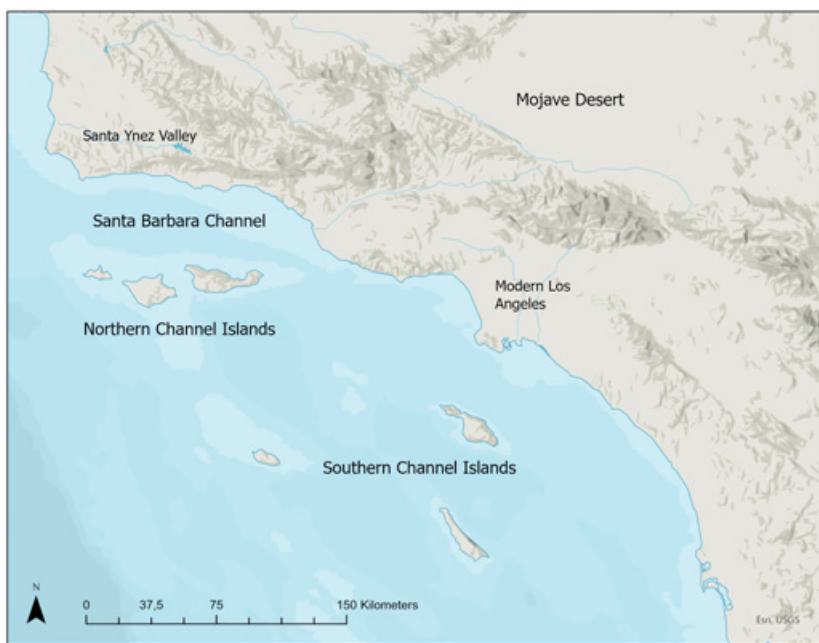 Mojave Desert
Santa Ynez Valley
Santa Barbara Channel
Modern Los
Angeles
Northern Channel Islands
Southern Channel Islands
N
0 37,5 75 150 Kilometers
Esri, USGS